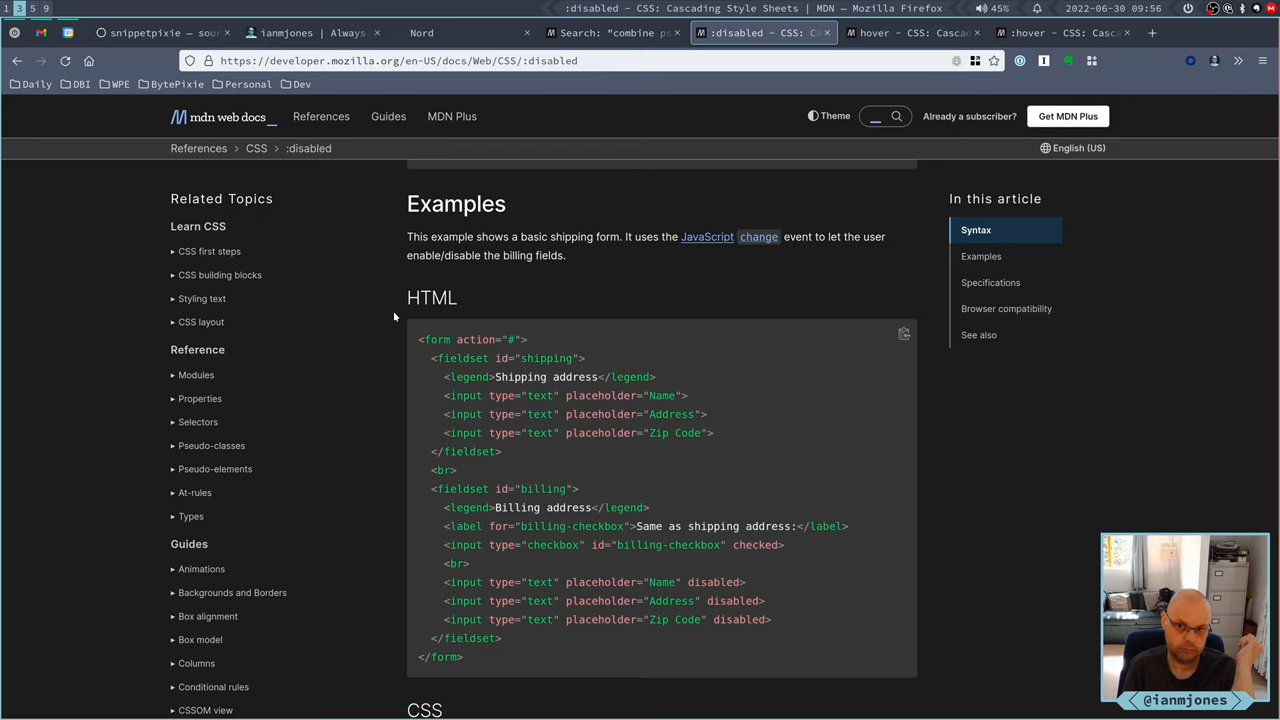 1 3 5 9
:disabled - CSS: Cascading Style Sheets | MDN — Mozilla Firefox
45%
2022-06-30 09:56
snippetpixie — sour
ianmjones | Always
Nord
Search: "combine ps
:disabled - CSS: Ca
hover - CSS: Cascad
:hover - CSS: Casca
https://developer.mozilla.org/en-US/docs/Web/CSS/:disabled
Daily DBI WPE BytePixie Personal Dev
mdn web docs_
References Guides MDN Plus
Theme
Already a subscriber?
Get MDN Plus
References > CSS > :disabled
English (US)
Related Topics
Learn CSS
CSS first steps
CSS building blocks
Styling text
CSS layout
Reference
Modules
Properties
Selectors
Pseudo-classes
Pseudo-elements
At-rules
Types
Guides
Animations
Backgrounds and Borders
Box alignment
Box model
Columns
Conditional rules
CSSOM view
Examples
This example shows a basic shipping form. It uses the JavaScript change event to let the user
enable/disable the billing fields.
HTML
<form action="#">
<fieldset id="shipping">
<legend>Shipping address</legend>
<input type="text" placeholder="Name">
<input type="text" placeholder="Address">
<input type="text" placeholder="Zip Code">
</fieldset>
<br>
<fieldset id="billing">
<legend>Billing address</legend>
<label for="billing-checkbox">Same as shipping address:</label>
<input type="checkbox" id="billing-checkbox" checked>
<br>
<input type="text" placeholder="Name" disabled>
<input type="text" placeholder="Address" disabled>
<input type="text" placeholder="Zip Code" disabled>
</fieldset>
</form>
CSS
In this article
Syntax
Examples
Specifications
Browser compatibility
See also
@ianmjones